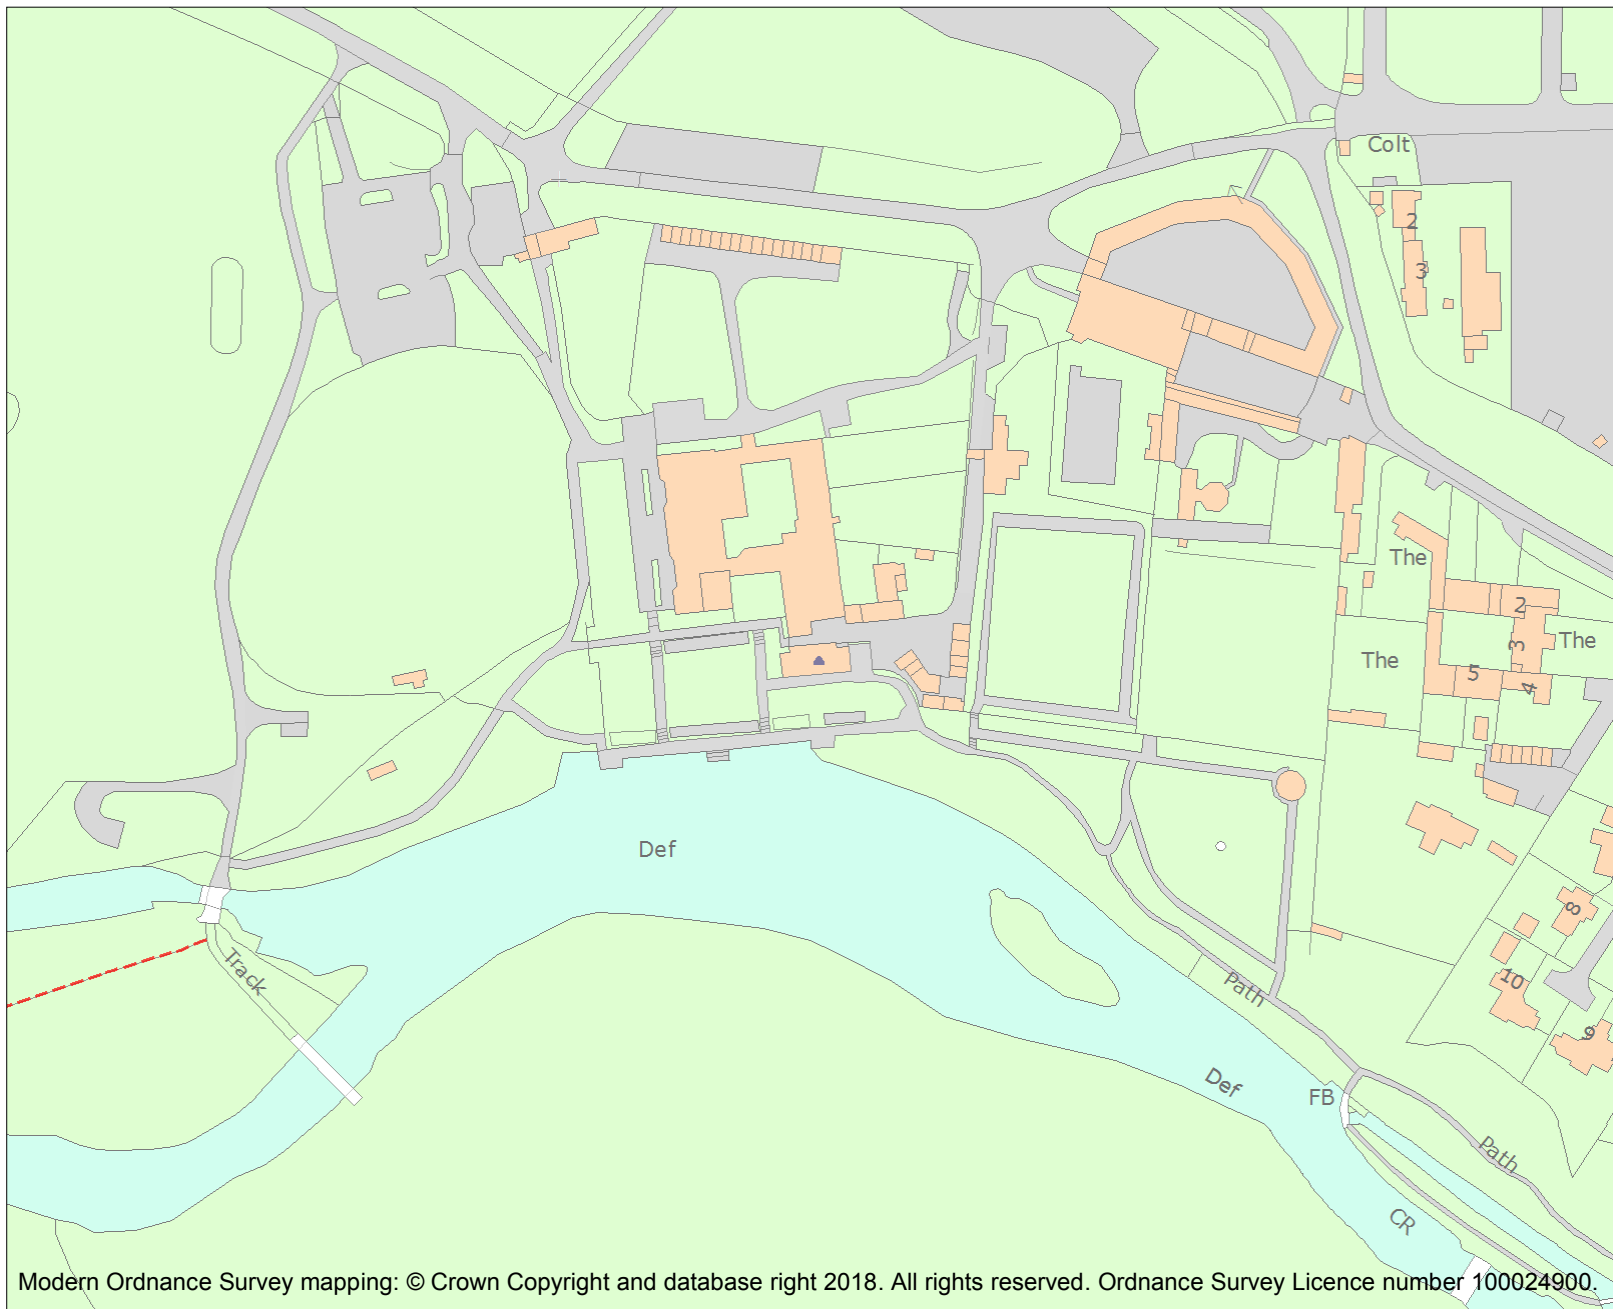 Colt
2
3
The
2
The
3
The
5
4
Def
8
Track
10
Path
9
Def
FB
Path
CR
Modern Ordnance Survey mapping: © Crown Copyright and database right 2018. All rights reserved. Ordnance Survey Licence number 100024900.